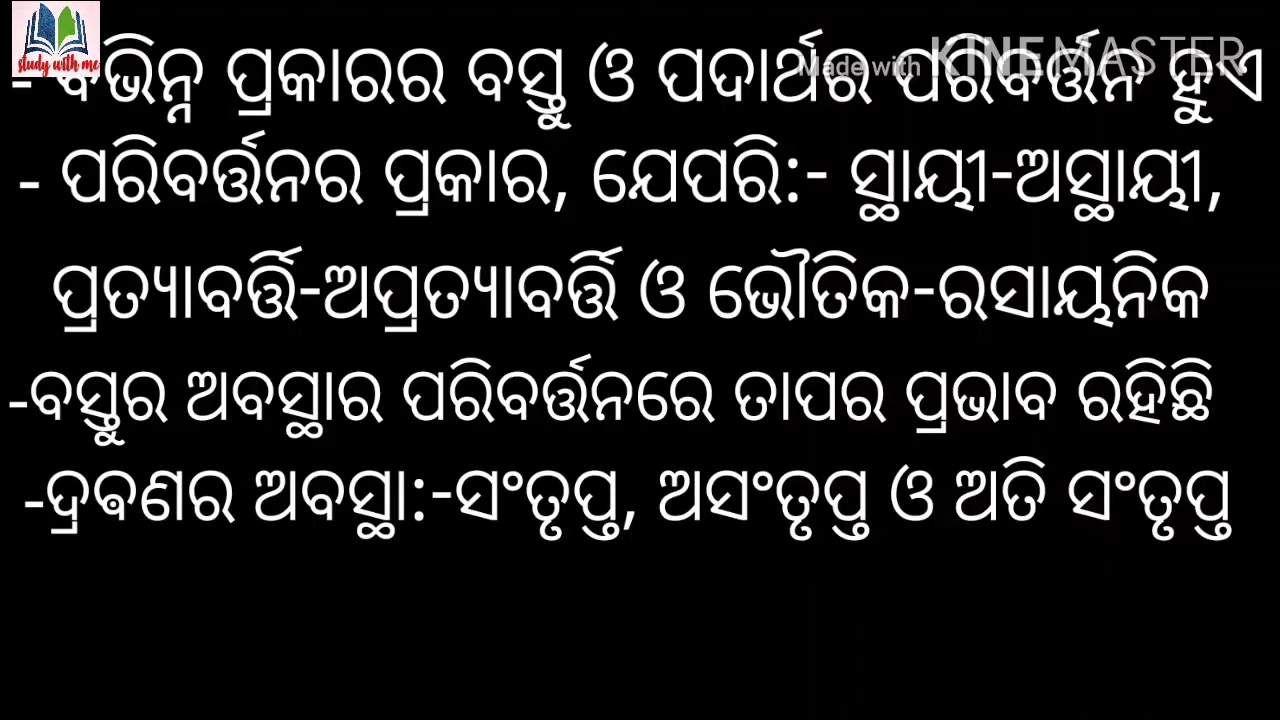 study with me
Made with KINEMASTER
- ବିଭିନ୍ନ ପ୍ରକାରର ବସ୍ତୁ ଓ ପଦାର୍ଥର ପରିବର୍ତ୍ତନ ହୁଏ
- ପରିବର୍ତ୍ତନର ପ୍ରକାର, ଯେପରି:- ସ୍ଥାୟୀ-ଅସ୍ଥାୟୀ,
ପ୍ରତ୍ୟାବର୍ତ୍ତି-ଅପ୍ରତ୍ୟାବର୍ତ୍ତି ଓ ଭୌତିକ-ରସାୟନିକ
-ବସ୍ତୁର ଅବସ୍ଥାର ପରିବର୍ତ୍ତନରେ ତାପର ପ୍ରଭାବ ରହିଛି
-ଦ୍ରବଣର ଅବସ୍ଥା:-ସଂତୃପ୍ତ, ଅସଂତୃପ୍ତ ଓ ଅତି ସଂତୃପ୍ତ